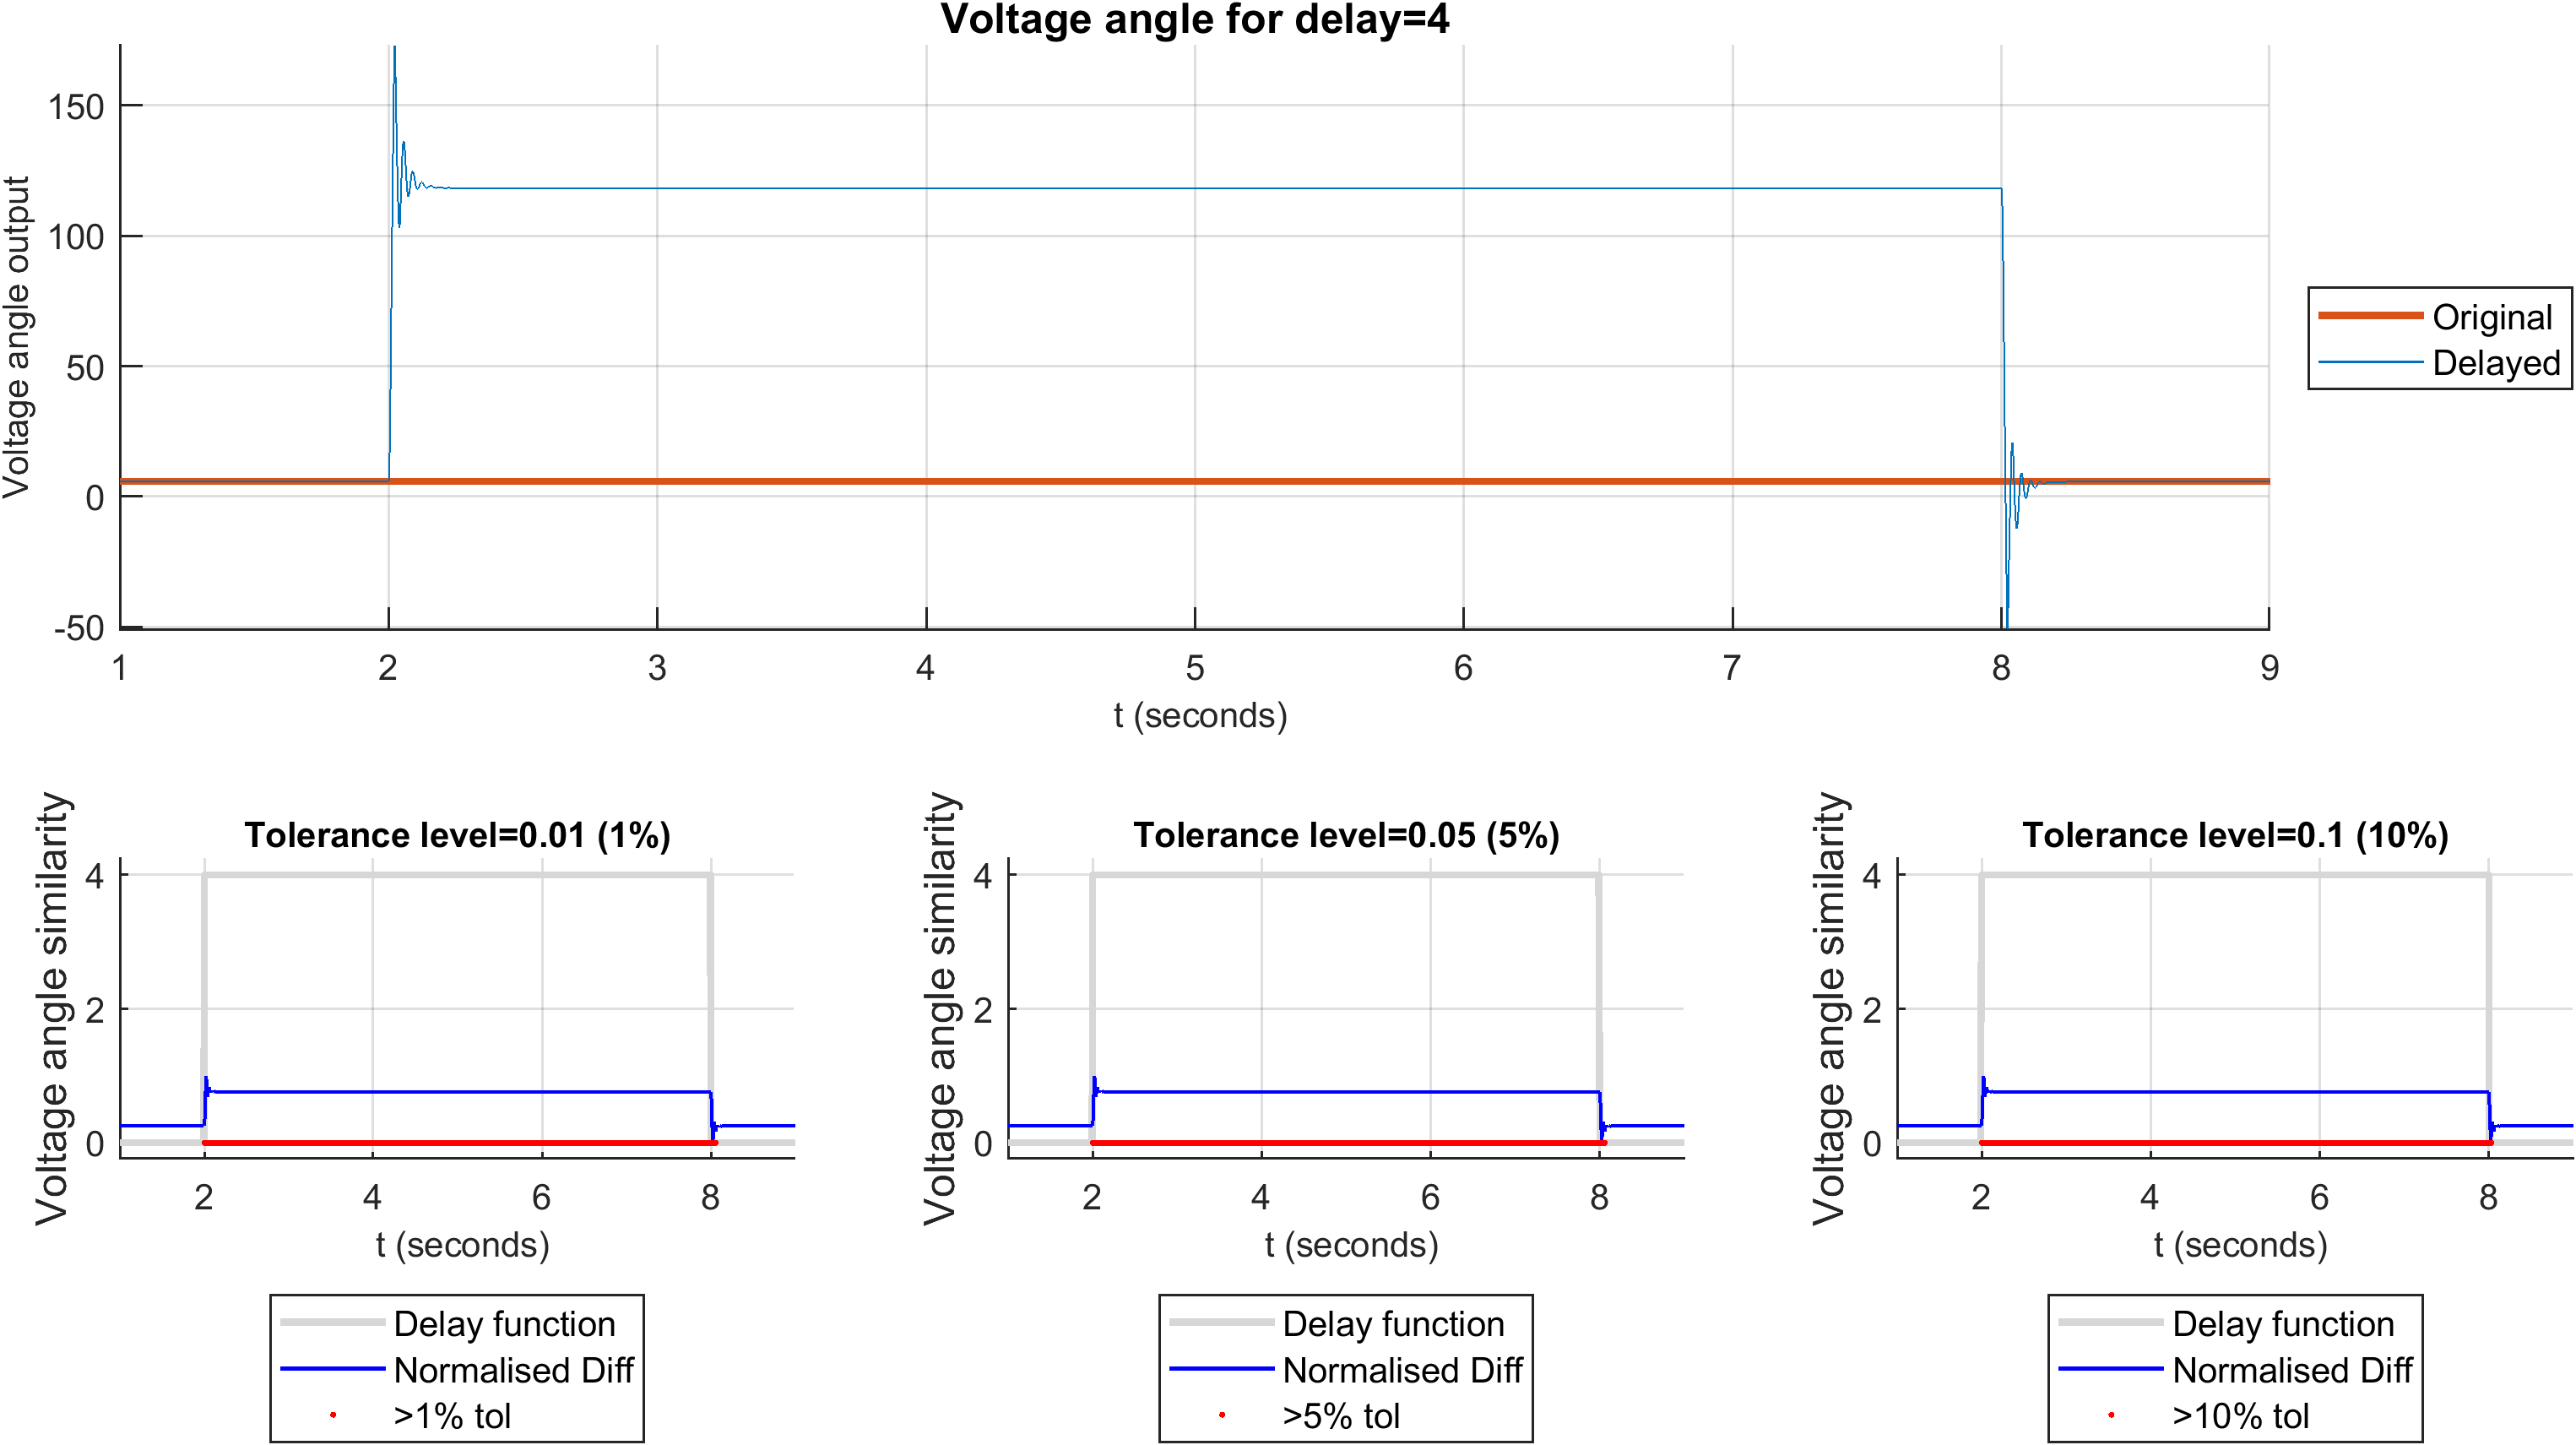 Voltage angle for delay=4
Voltage angle output
150
100
50
0
-50
1 2 3 4 5 6 7 8 9
t (seconds)
Original
Delayed
Tolerance level=0.01 (1%)
Voltage angle similarity
4
2
0
2 4 6 8
t (seconds)
Delay function
Normalised Diff
>1% tol
Tolerance level=0.05 (5%)
Voltage angle similarity
4
2
0
2 4 6 8
t (seconds)
Delay function
Normalised Diff
>5% tol
Tolerance level=0.1 (10%)
Voltage angle similarity
4
2
0
2 4 6 8
t (seconds)
Delay function
Normalised Diff
>10% tol